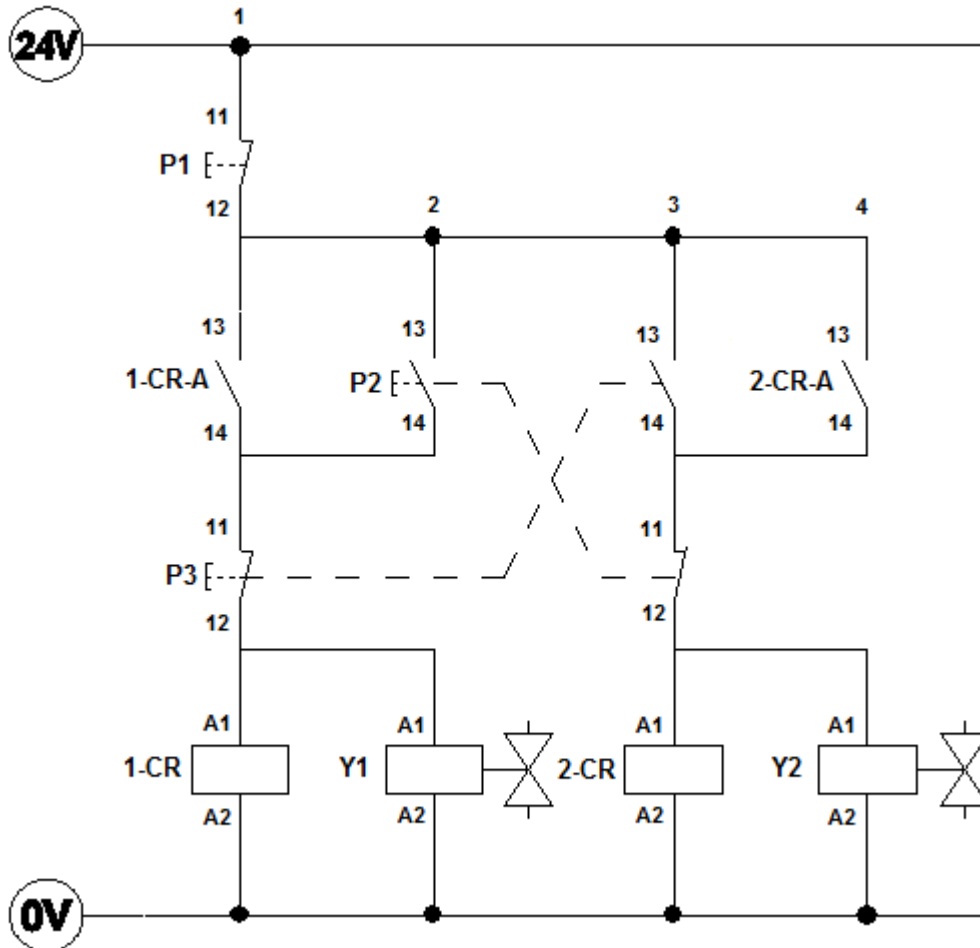 1
24V
11
P1
12
2 3 4
13 13 13 13
1-CR-A P2 2-CR-A
14 14 14 14
11 11
P3
12 12
A1 A1 A1 A1
1-CR Y1 2-CR Y2
A2 A2 A2 A2
0V